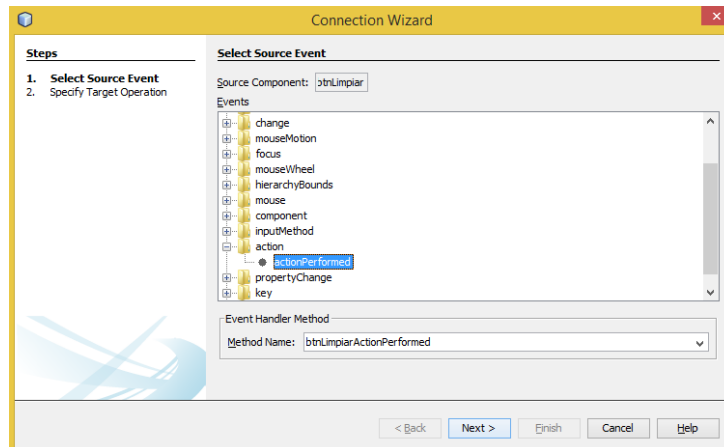 Connection Wizard
Steps
1. Select Source Event
2. Specify Target Operation
Select Source Event
Source Component: btnLimpiar
Events
change
mouseMotion
focus
mouseWheel
hierarchyBounds
mouse
component
inputMethod
action
actionPerformed
propertyChange
key
Event Handler Method
Method Name: btnLimpiarActionPerformed
< Back Next > Finish Cancel Help